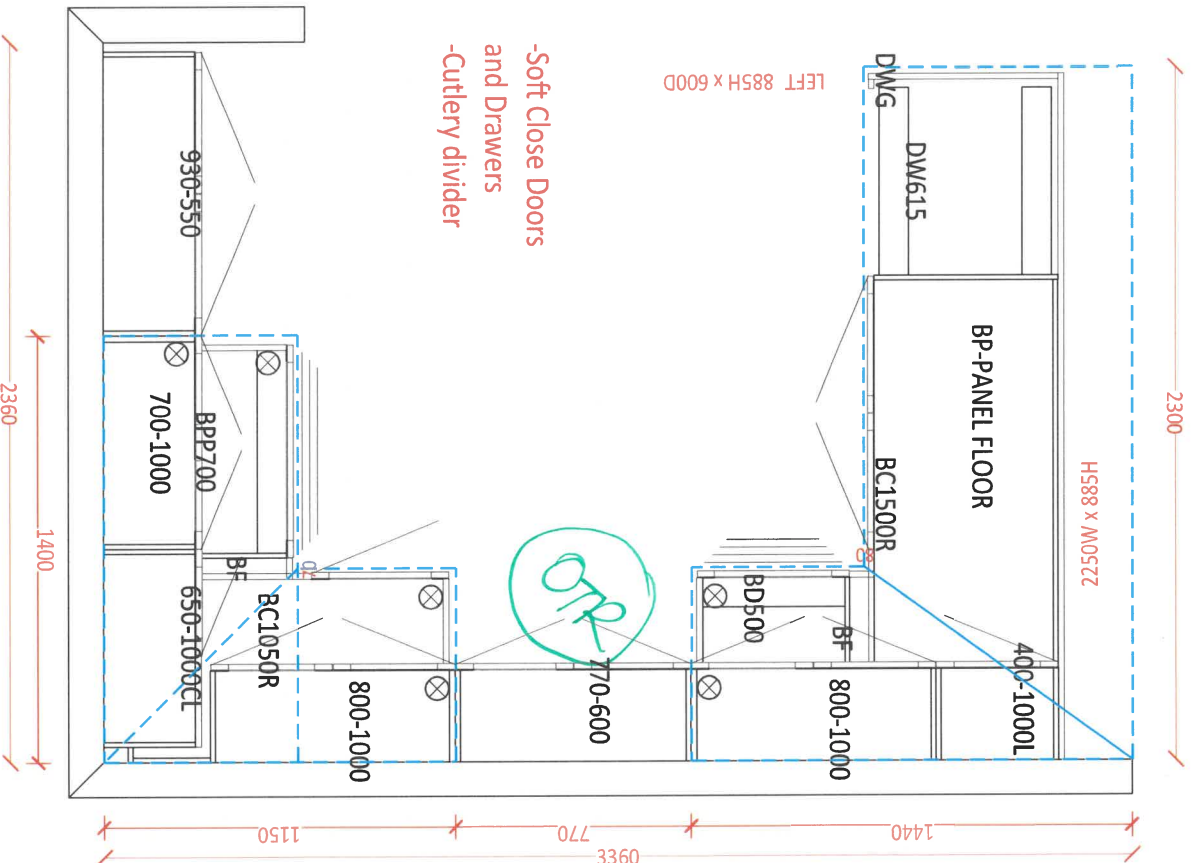 -Soft Close Doors
and Drawers
-Cutlery divider
LEFT 885H x 600D
DWG
DW615
BP-PANEL FLOOR
BC1500R
2250W x 885H
2300
930-550
700-1000
BPP700
BF
650-1000CL
BC1050R
800-1000
770-600
BD500
BF
800-1000
400-1000L
80
OTR
2360
1400
1150
770
1440
3360